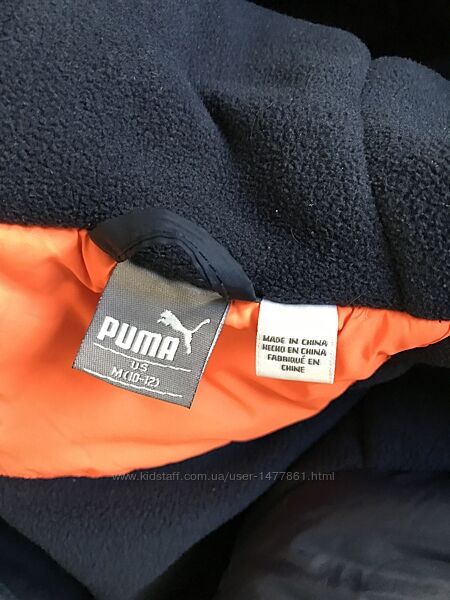 PUMA
US
M (10-12)
MADE IN CHINA
HECHO EN CHINA
FABRIQUÉ EN
CHINE
www.kidstaff.com.ua/user-1477861.html